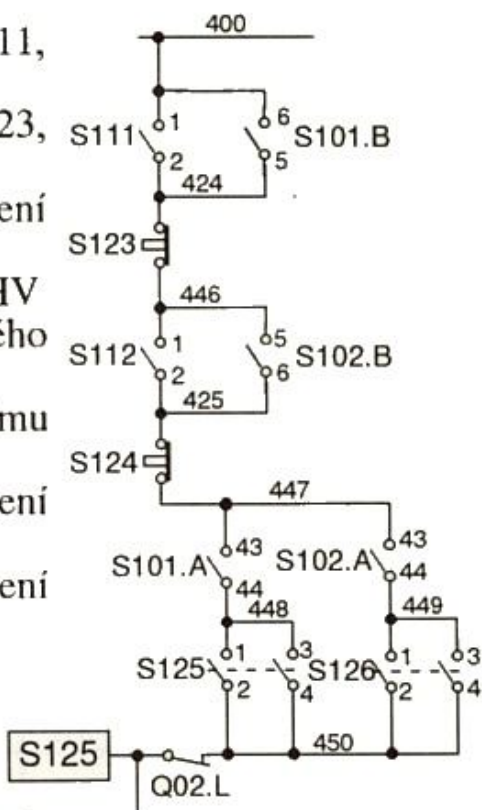 400
11,
1 6
23, S111 S101.B
2 5
424
ení
S123
HV 446
ého 1 5
S112 S102.B
2 6
425
mu
S124
ení 447
43 43
S101.A S102.A
ení 44 44
448 449
1 3 1 3
S125 S126
2 4 2 4
450
S125
Q02.L